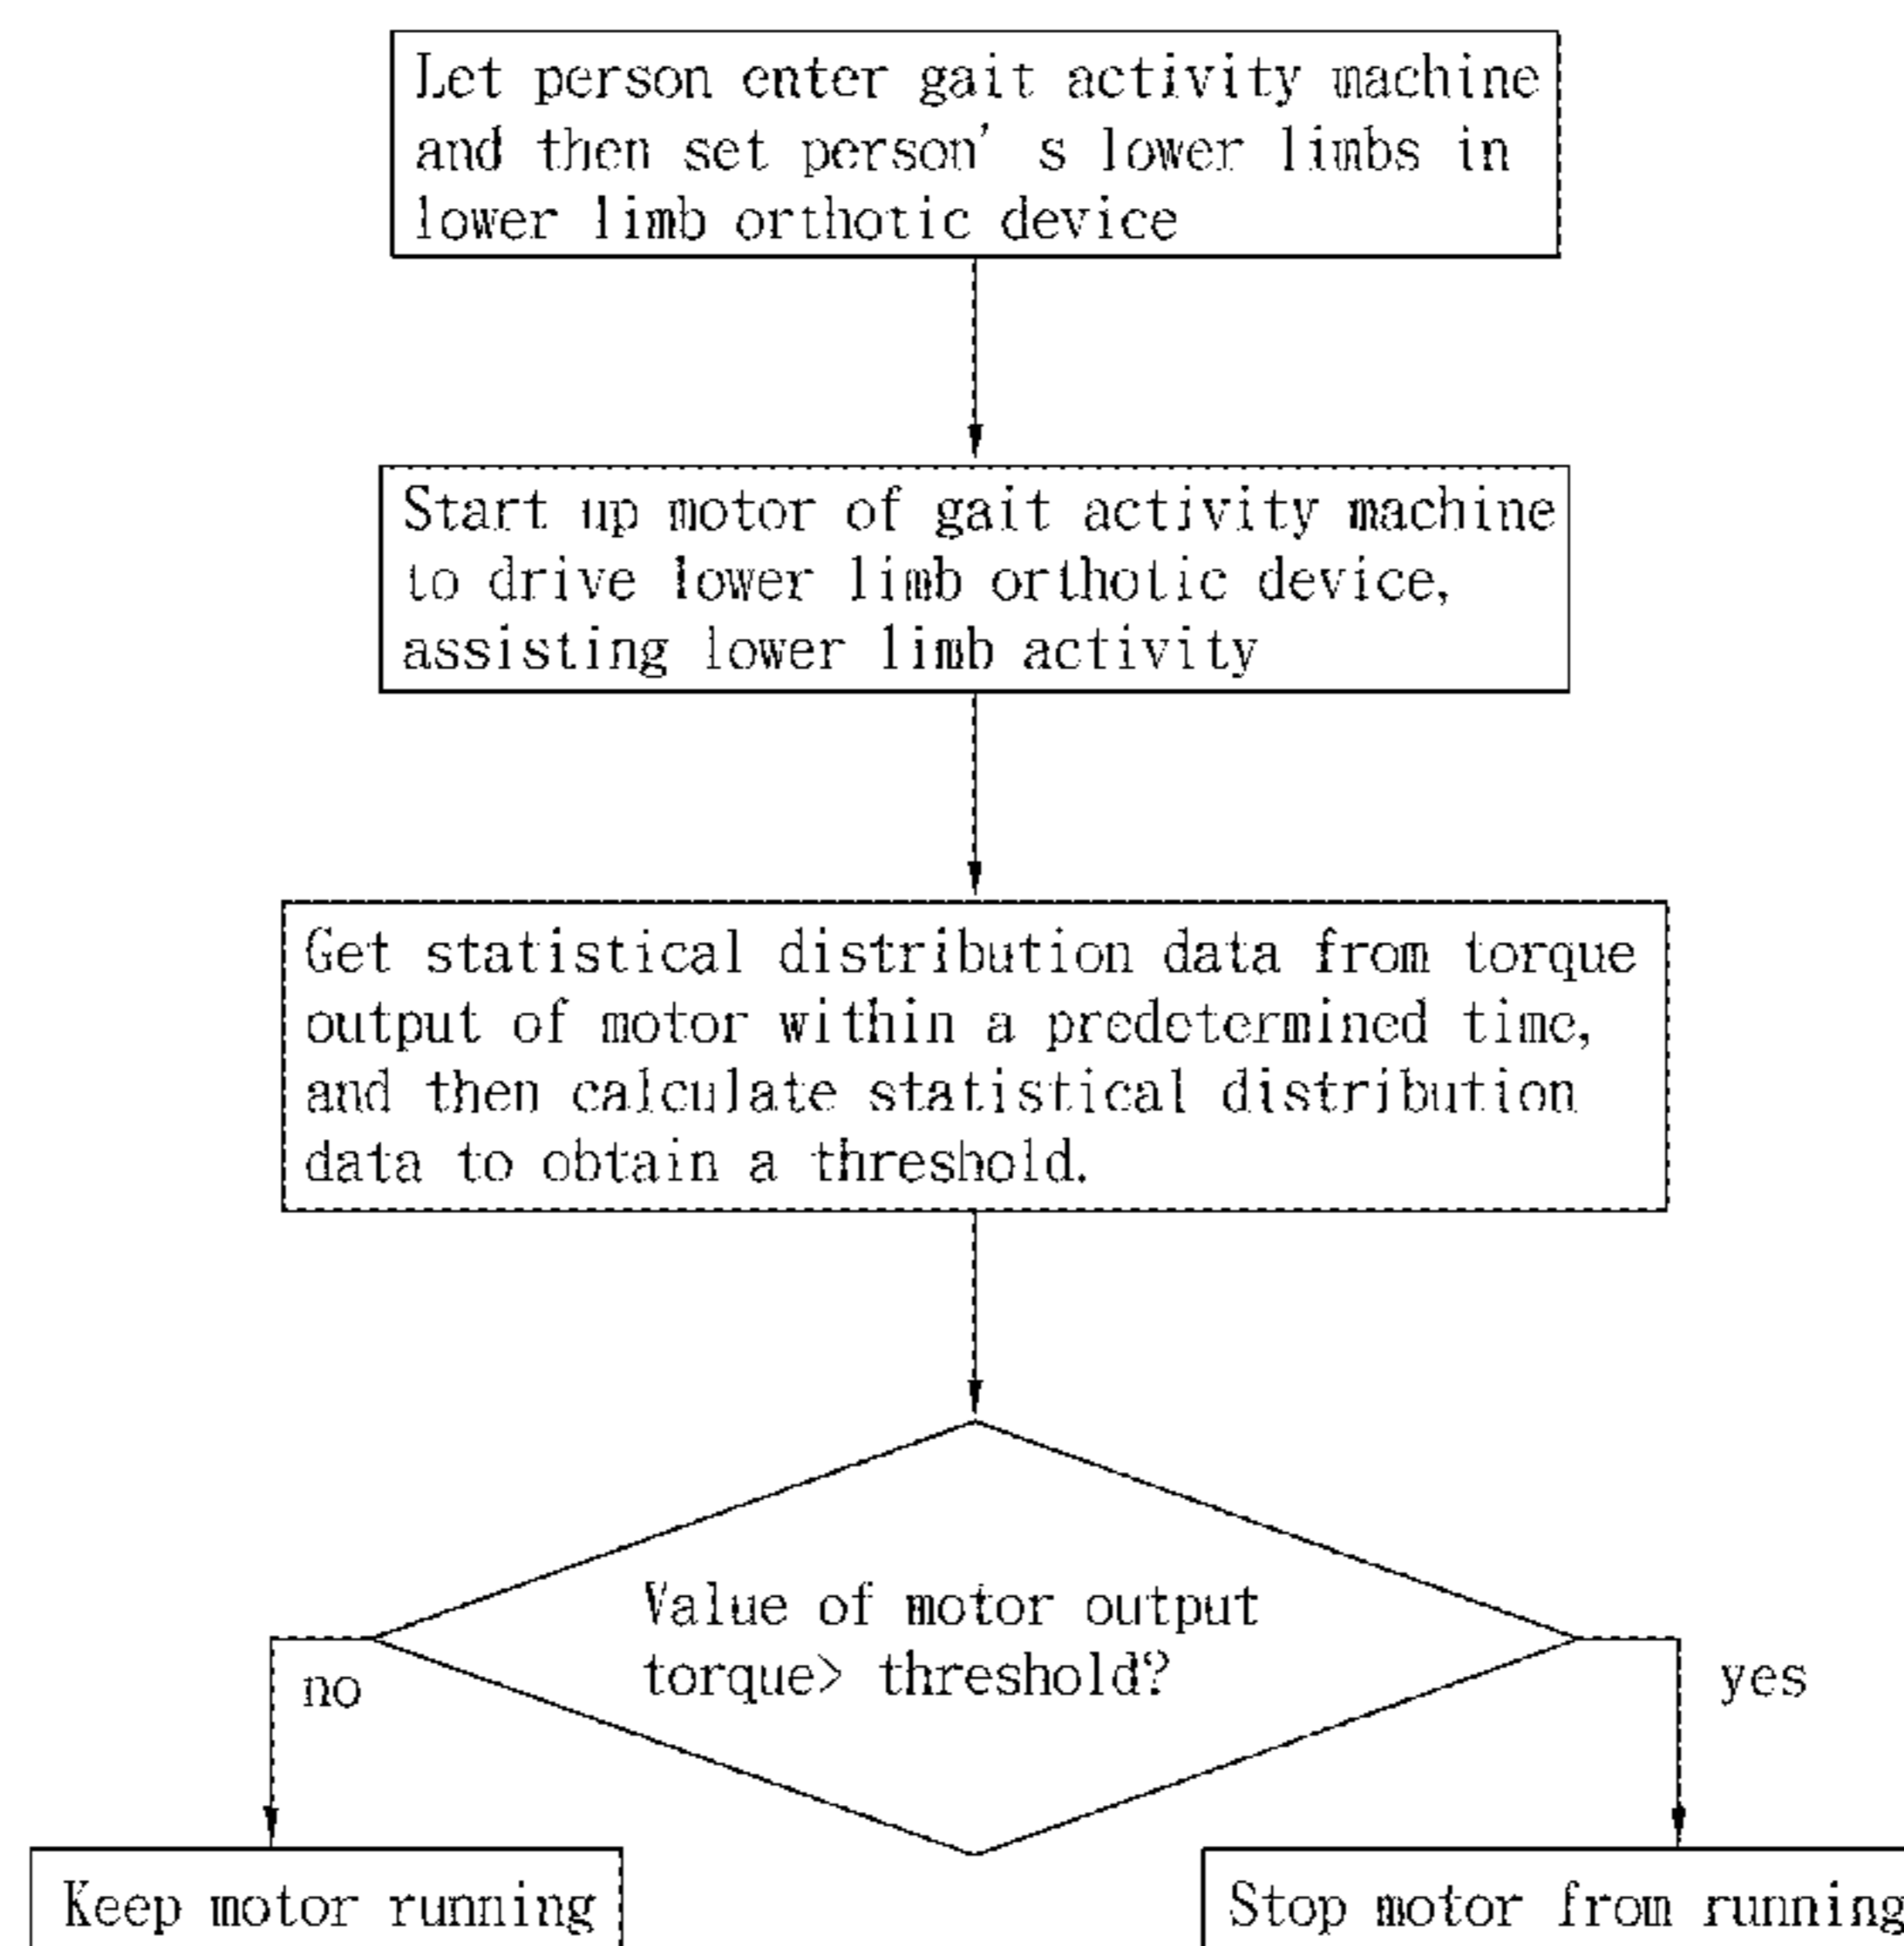 Let person enter gait activity machine
and then set person's lower limbs in
lower limb orthotic device
Start up motor of gait activity machine
to drive lower limb orthotic device,
assisting lower limb activity
Get statistical distribution data from torque
output of motor within a predetermined time,
and then calculate statistical distribution
data to obtain a threshold.
Value of motor output
torque> threshold?
no
yes
Keep motor running
Stop motor from running